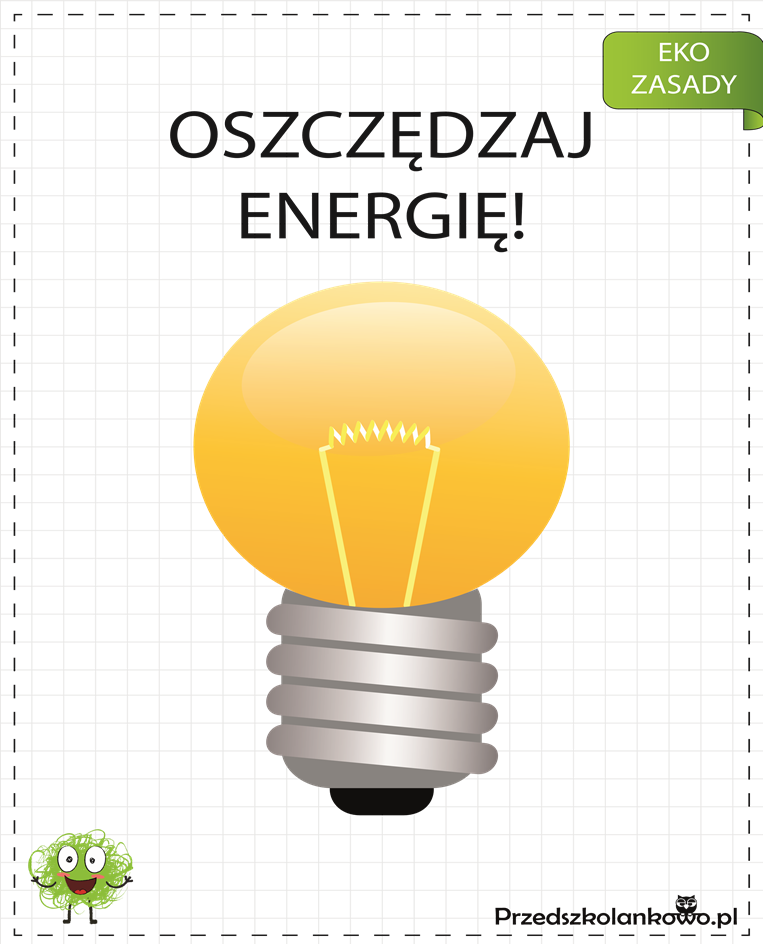 EKO
ZASADY
OSZCZĘDZAJ
ENERGIĘ!
Przedszkolankowo.pl